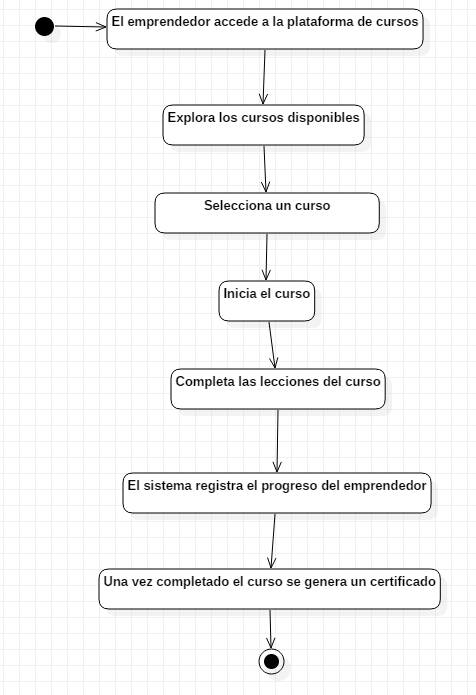 El emprendedor accede a la plataforma de cursos
Explora los cursos disponibles
Selecciona un curso
Inicia el curso
Completa las lecciones del curso
El sistema registra el progreso del emprendedor
Una vez completado el curso se genera un certificado